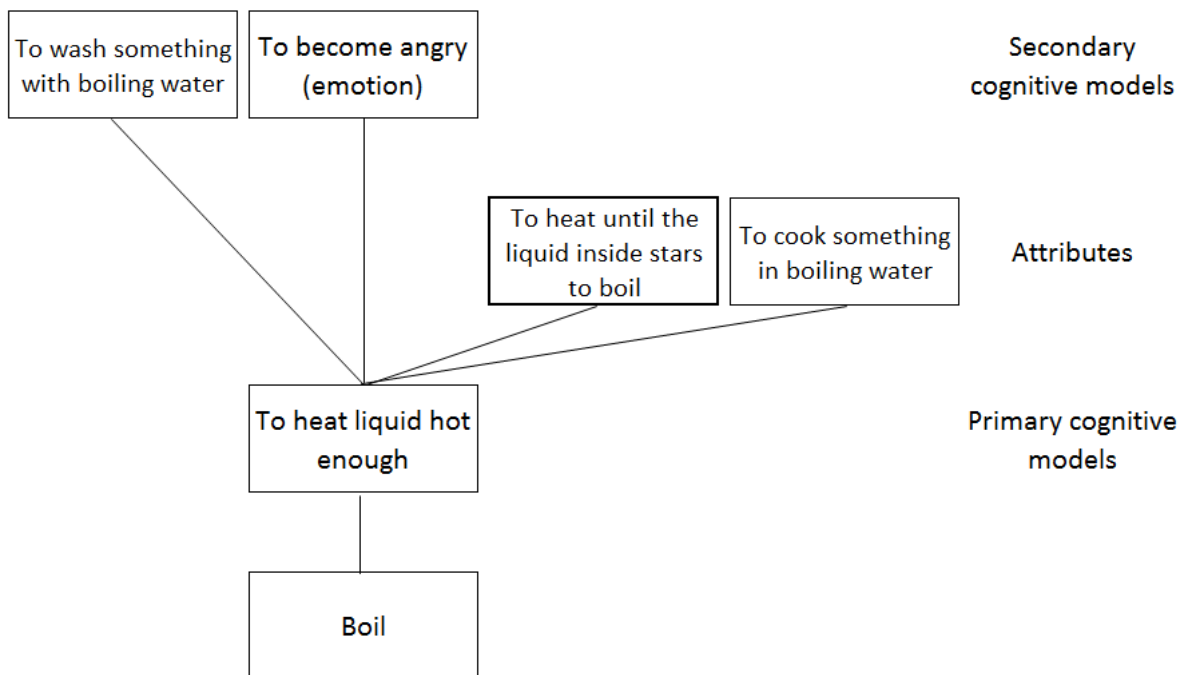 To wash something
with boiling water
To become angry
(emotion)
Secondary
cognitive models
To heat until the
liquid inside stars
to boil
To cook something
in boiling water
Attributes
To heat liquid hot
enough
Primary cognitive
models
Boil